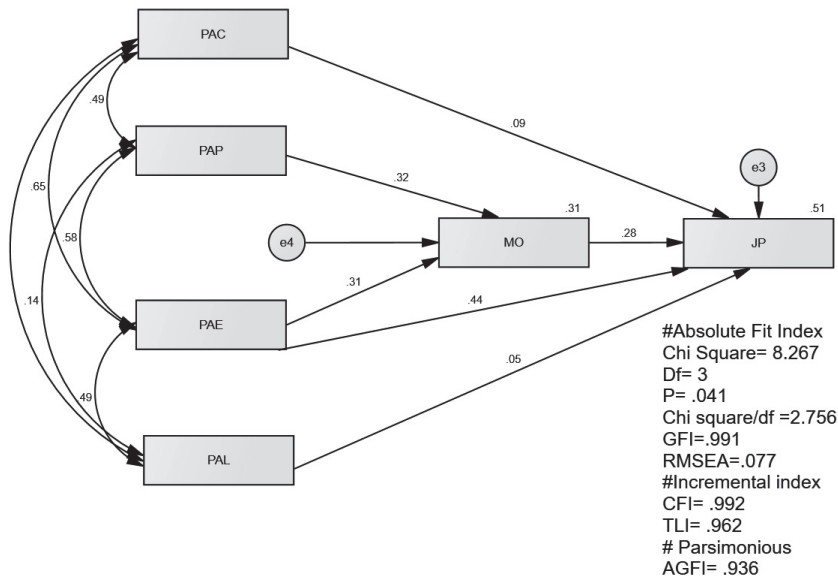 PAC
.49
.09
e3
PAP
.65
.32
.31
.51
.58
e4
MO
.28
JP
.31
.44
.14
PAE
#Absolute Fit Index
Chi Square= 8.267
Df= 3
P= .041
Chi square/df =2.756
GFI=.991
RMSEA=.077
#Incremental index
CFI= .992
TLI= .962
# Parsimonious
AGFI= .936
.05
.49
PAL